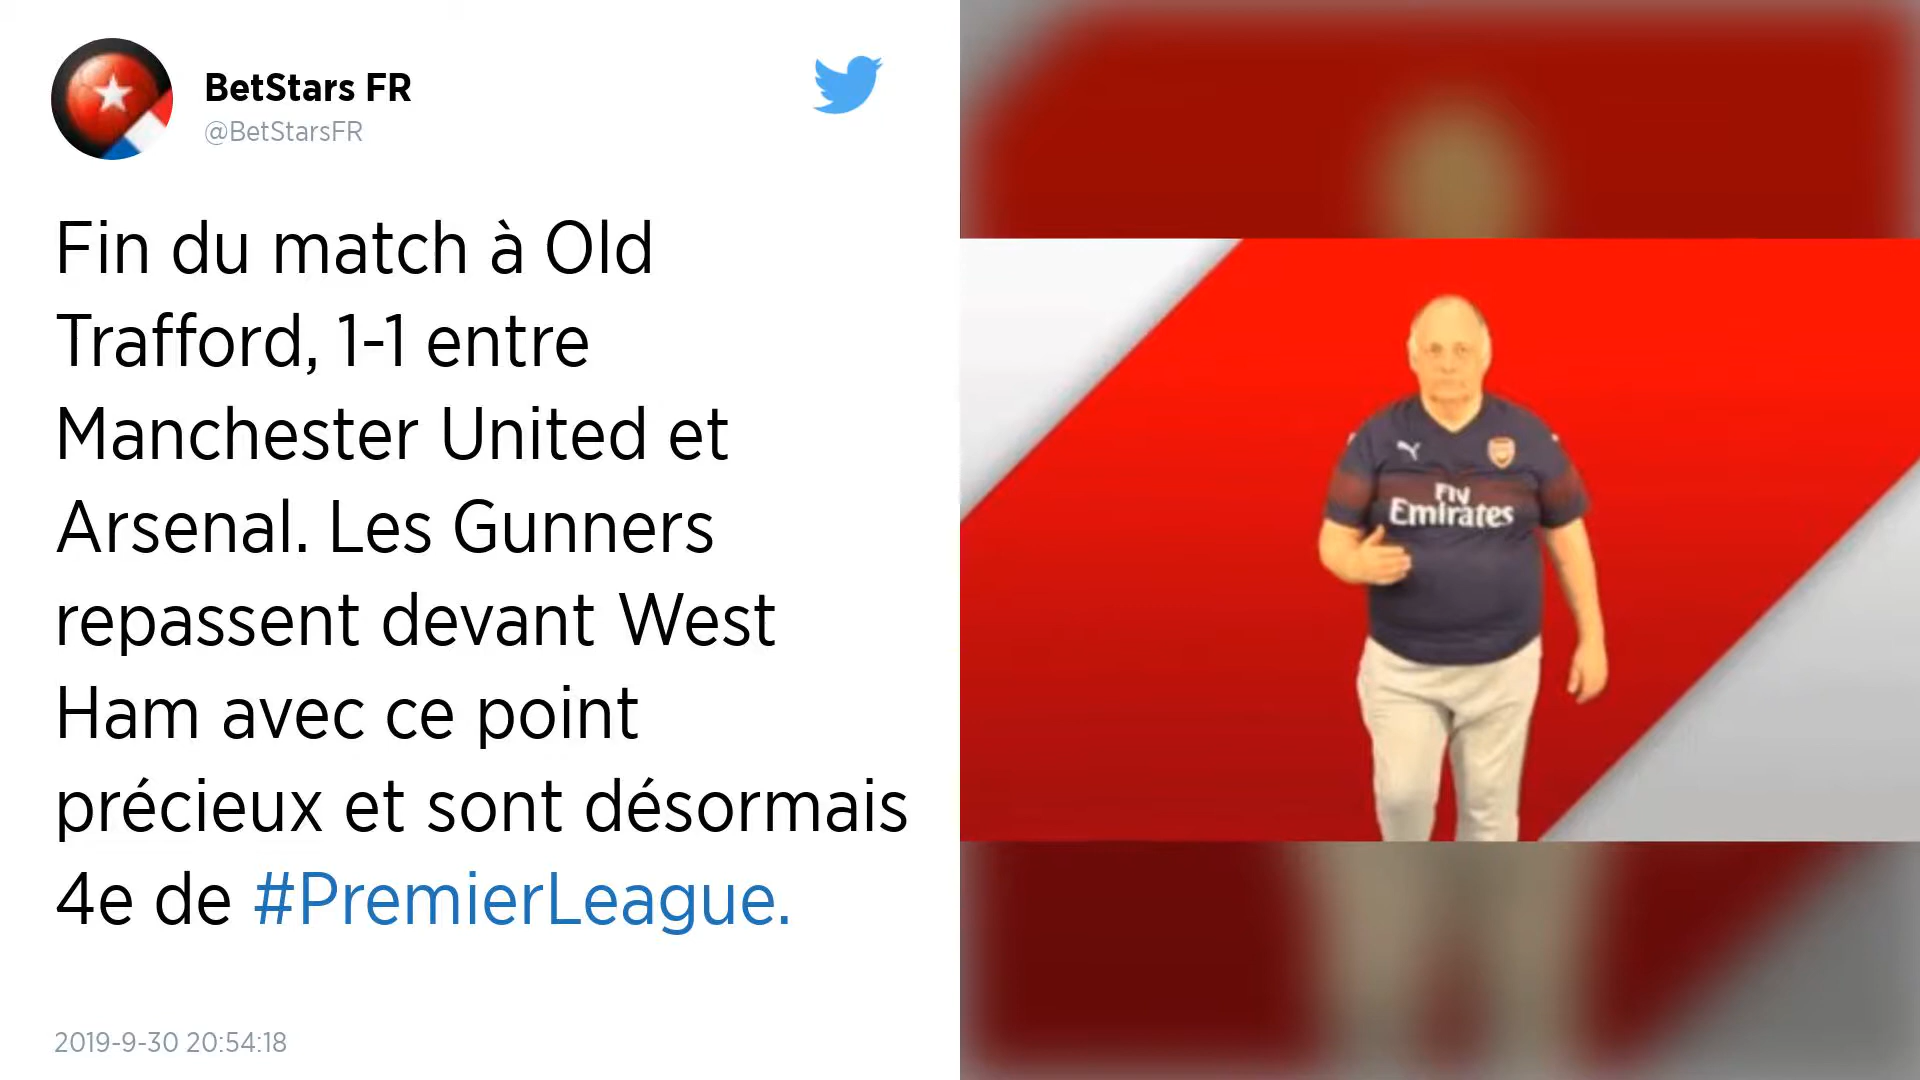 BetStars FR
@BetStarsFR
Fin du match à Old
Trafford, 1-1 entre
Manchester United et
Arsenal. Les Gunners
repassent devant West
Ham avec ce point
précieux et sont désormais
4e de #PremierLeague.
2019-9-30 20:54:18
Fly
Emirates